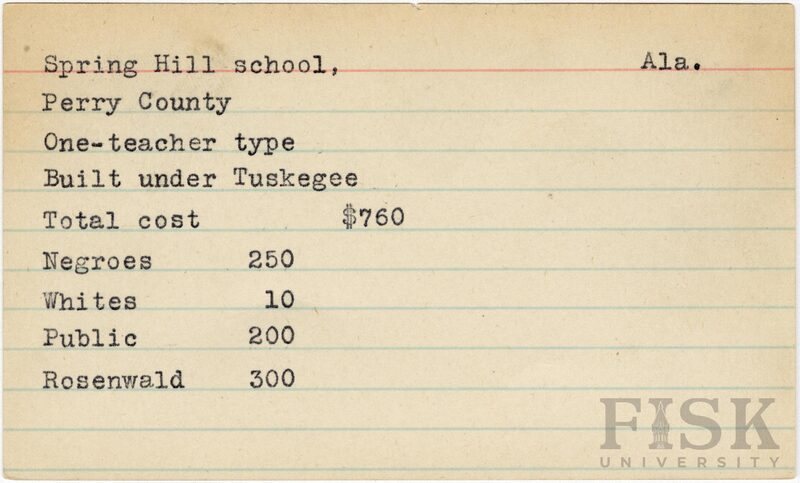 Spring Hill school, Ala.
Perry County
One-teacher type
Built under Tuskegee
Total cost $760
Negroes 250
Whites 10
Public 200
Rosenwald 300
FISK
UNIVERSITY